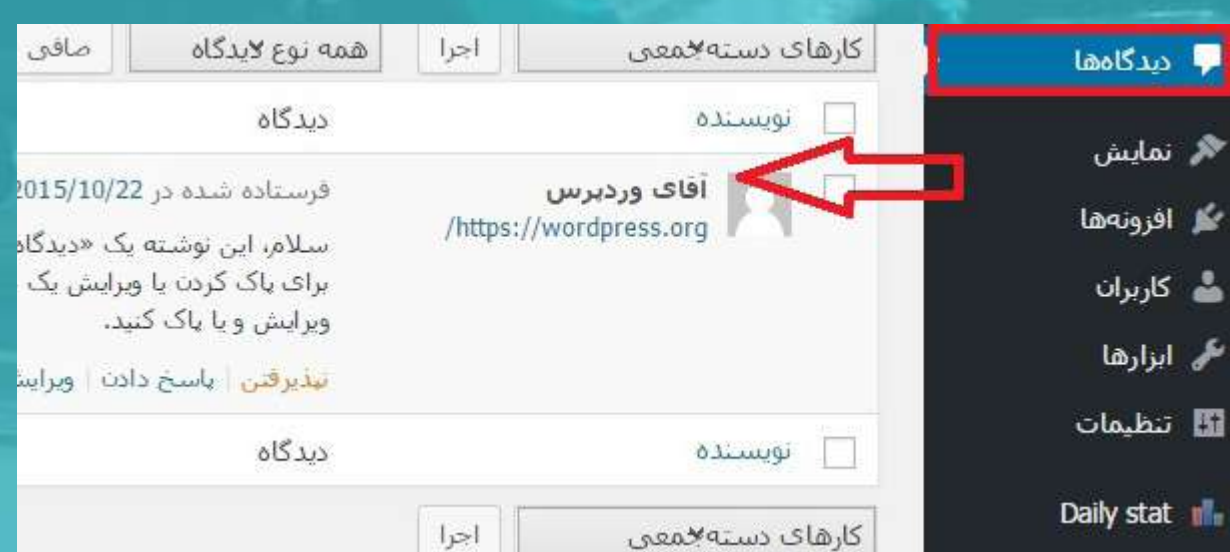 دیدگاه‌ها
نمایش
افزونه‌ها
کاربران
ابزارها
تنظیمات
Daily stat
کارهای دسته‌جمعی
اجرا
همه نوع دیدگاه
صافی
نویسنده
دیدگاه
آقای وردپرس
https://wordpress.org/
فرستاده شده در 2015/10/22
سلام، این نوشته یک «دیدگاه
برای پاک کردن یا ویرایش یک
ویرایش و یا پاک کنید.
نپذیرفتن | پاسخ دادن |
نویسنده
دیدگاه
کارهای دسته‌جمعی
اجرا